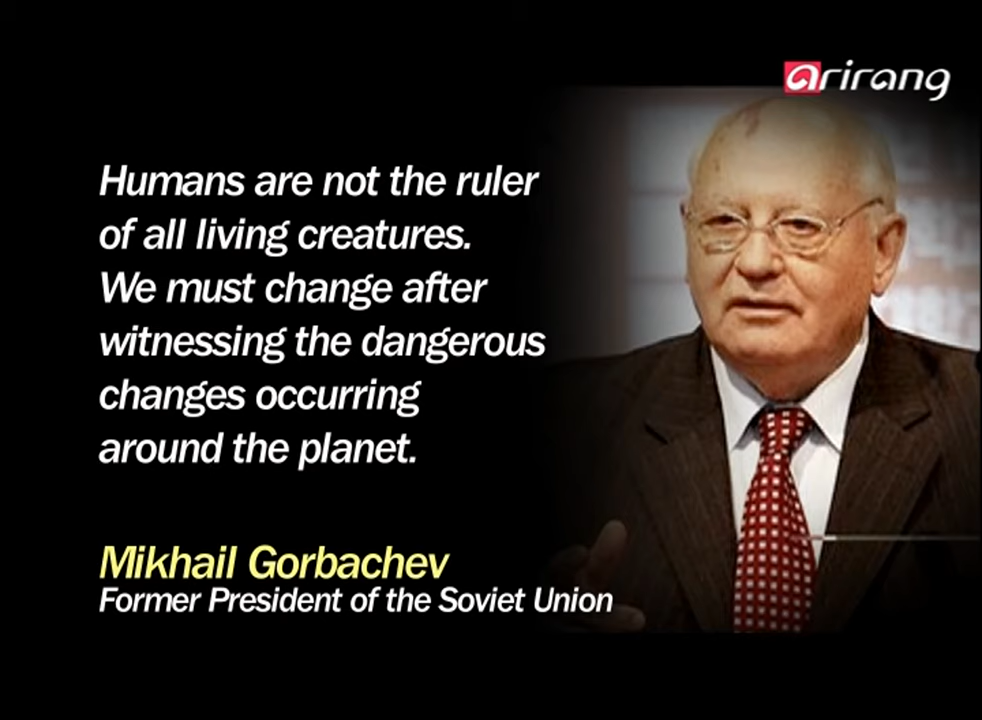 arirang
Humans are not the ruler
of all living creatures.
We must change after
witnessing the dangerous
changes occurring
around the planet.
Mikhail Gorbachev
Former President of the Soviet Union